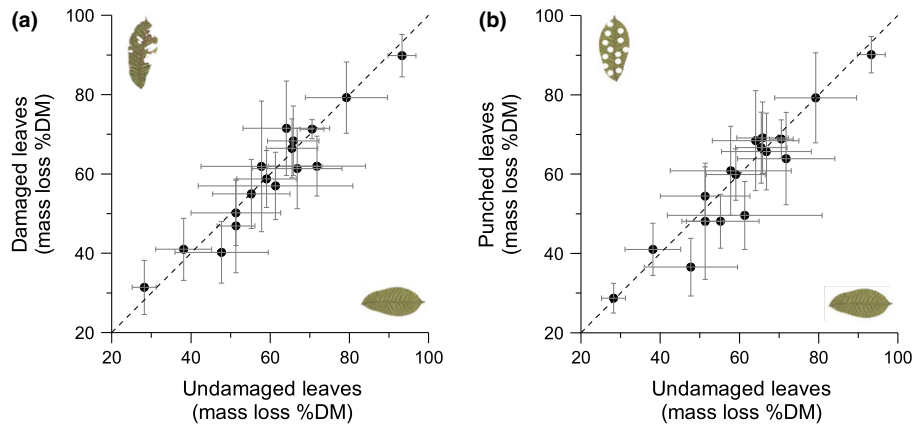 (a)
100
80
60
40
20
Damaged leaves
(mass loss %DM)
20 40 60 80 100
Undamaged leaves
(mass loss %DM)
(b)
100
80
60
40
20
Punched leaves
(mass loss %DM)
20 40 60 80 100
Undamaged leaves
(mass loss %DM)